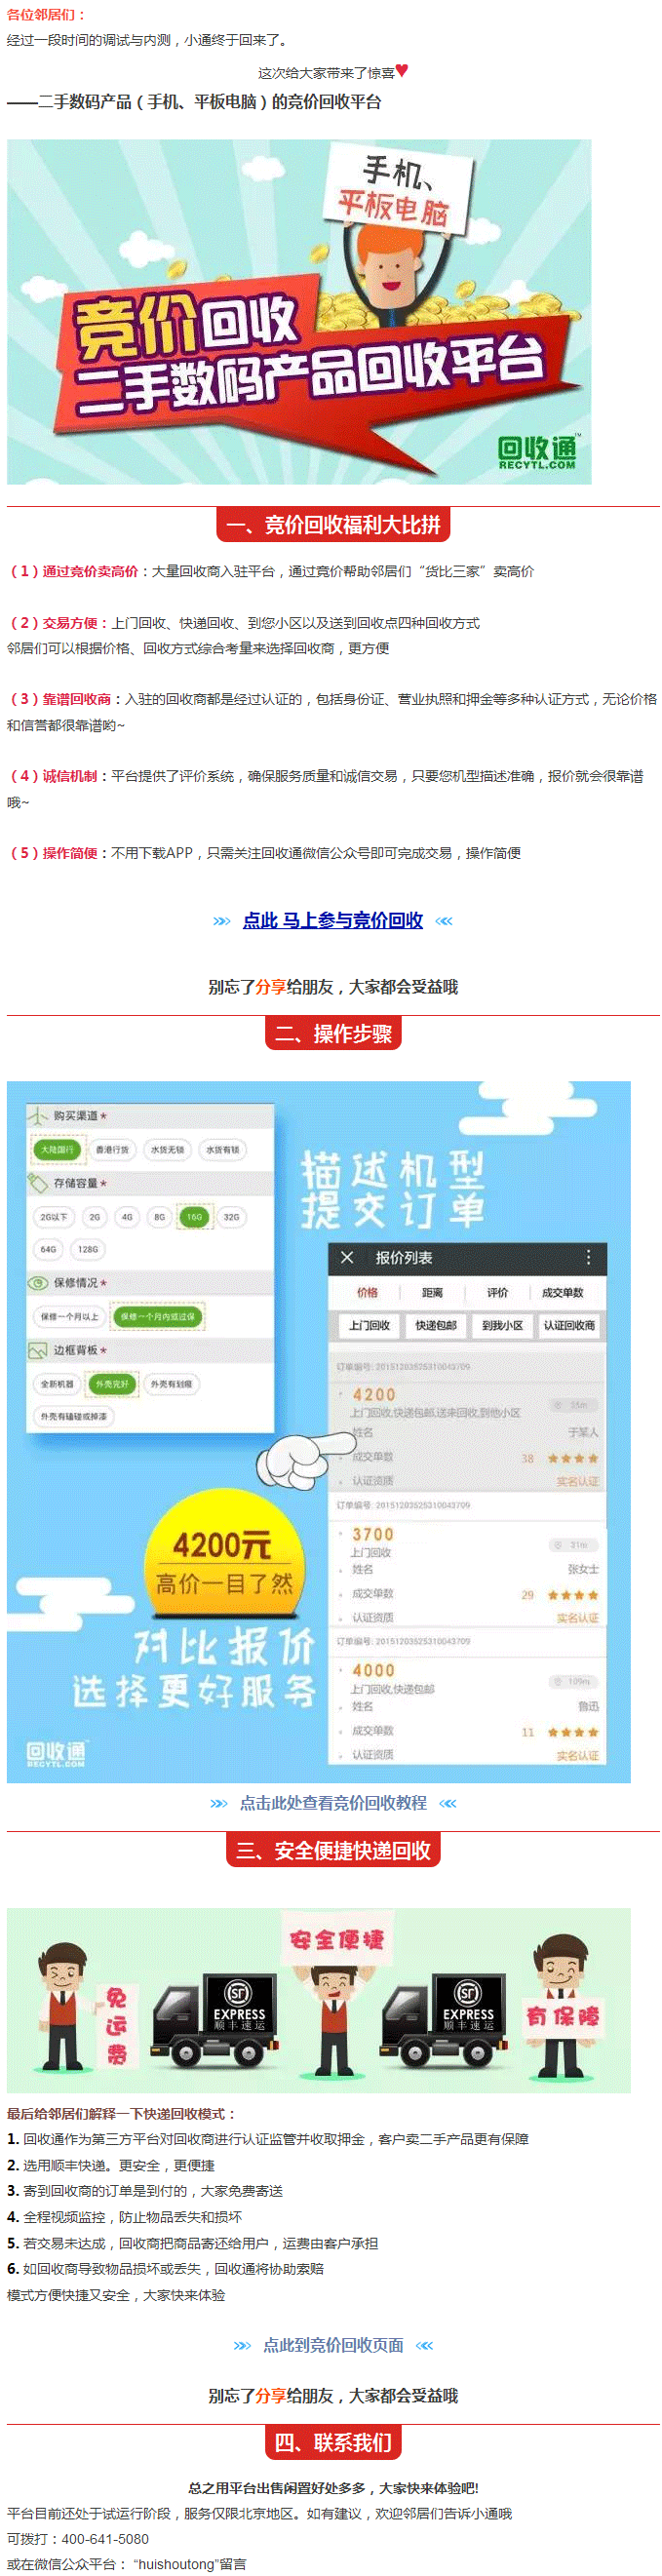 各位邻居们：
经过一段时间的调试与内测，小通终于回来了。
这次给大家带来了惊喜♥
——二手数码产品（手机、平板电脑）的竞价回收平台
手机、
平板电脑
竞价回收
二手数码产品回收平台
回收通™
RECYTL.COM
一、竞价回收福利大比拼
（1）通过竞价卖高价：大量回收商入驻平台，通过竟价帮助邻居们“货比三家”卖高价
（2）交易方便：上门回收、快递回收、到您小区以及送到回收点四种回收方式
邻居们可以根据价格、回收方式综合考量来选择回收商，更方便
（3）靠谱回收商：入驻的回收商都是经过认证的，包括身份证、营业执照和押金等多种认证方式，无论价格
和信誉都很靠谱哟~
（4）诚信机制：平台提供了评价系统，确保服务质量和诚信交易，只要您机型描述准确，报价就会很靠谱
哦~
（5）操作简便：不用下载APP，只需关注回收通微信公众号即可完成交易，操作简便
点此 马上参与竞价回收
别忘了分享给朋友，大家都会受益哦
二、操作步骤
购买渠道*
大陆国行 香港行货 水货无锁 水货有锁
存储容量*
2G以下 2G 4G 8G 16G 32G
64G 128G
保修情况*
保修一个月以上 保修一个月内或过保
边框背板*
全新机器 外壳完好 外壳有划痕
外壳有磕碰或掉漆
描述机型
提交订单
× 报价列表
价格 距离 评价 成交单数
上门回收 快递包邮 到我小区 认证回收商
订单编号: 20151203525310043709
4200 35m
上门回收,快递包邮,送来回收,到他小区
姓名 于某人
成交单数 38 ★★★★
认证资质 实名认证
订单编号: 20151203525310043709
3700 31m
上门回收
姓名 张女士
成交单数 29 ★★★★
认证资质 实名认证
订单编号: 20151203525310043709
4000 109m
上门回收,快递包邮
姓名 鲁迅
成交单数 11 ★★★★
认证资质 实名认证
4200元
高价一目了然
对比报价
选择更好服务
回收通™
RECYTL.COM
点击此处查看竞价回收教程
三、安全便捷快递回收
免运费
SF
EXPRESS
顺丰速运
安全便捷
SF
EXPRESS
顺丰速运
有保障
最后给邻居们解释一下快递回收模式：
1. 回收通作为第三方平台对回收商进行认证监管并收取押金，客户卖二手产品更有保障
2. 选用顺丰快递。更安全，更便捷
3. 寄到回收商的订单是到付的，大家免费寄送
4. 全程视频监控，防止物品丢失和损坏
5. 若交易未达成，回收商把商品寄还给用户，运费由客户承担
6. 如回收商导致物品损坏或丢失，回收通将协助索赔
模式方便快捷又安全，大家快来体验
点此到竞价回收页面
别忘了分享给朋友，大家都会受益哦
四、联系我们
总之用平台出售闲置好处多多，大家快来体验吧!
平台目前还处于试运行阶段，服务仅限北京地区。如有建议，欢迎邻居们告诉小通哦
可拨打：400-641-5080
或在微信公众平台： “huishoutong”留言